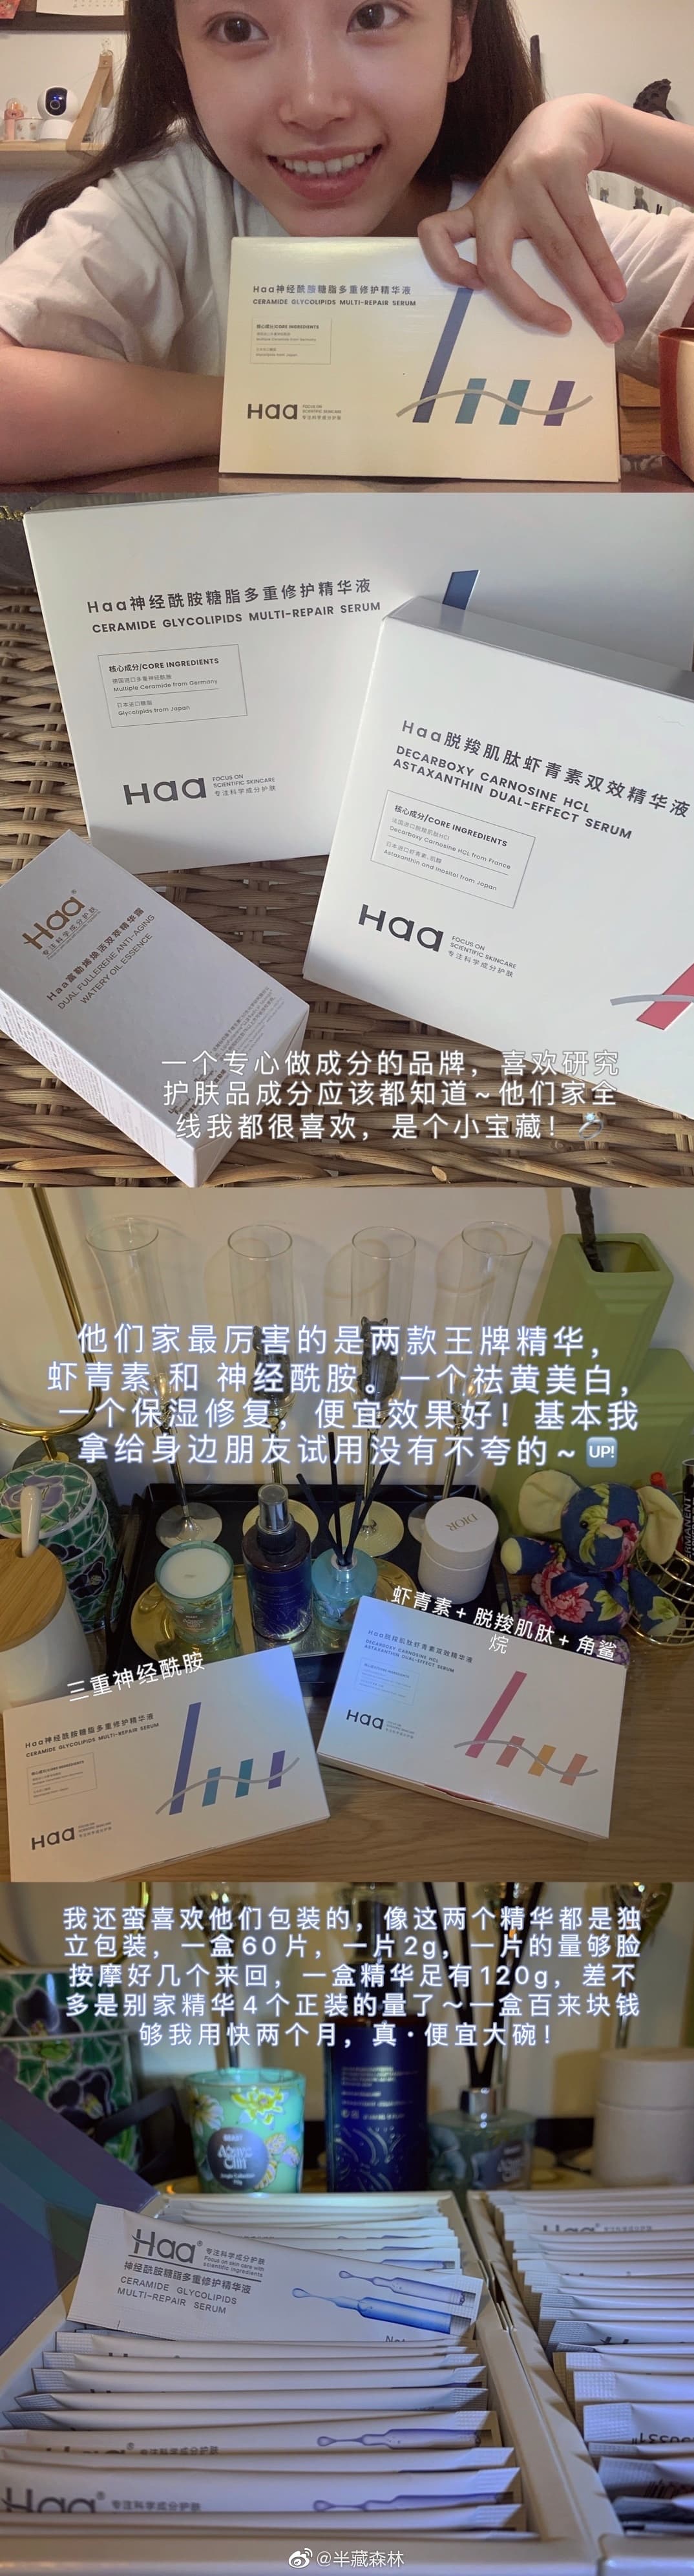 Haa神经酰胺糖脂多重修护精华液
CERAMIDE GLYCOLIPIDS MULTI-REPAIR SERUM
核心成分/CORE INGREDIENTS
Haa
FOCUS ON
SCIENTIFIC SKINCARE
专注科学成分护肤
Haa神经酰胺糖脂多重修护精华液
CERAMIDE GLYCOLIPIDS MULTI-REPAIR SERUM
核心成分/CORE INGREDIENTS
德国进口多重神经酰胺
Multiple Ceramide from Germany
日本进口糖脂
Glycolipids from Japan
Haa
FOCUS ON
SCIENTIFIC SKINCARE
专注科学成分护肤
Haa脱羧肌肽虾青素双效精华液
DECARBOXY CARNOSINE HCL
ASTAXANTHIN DUAL-EFFECT SERUM
核心成分/CORE INGREDIENTS
法国进口脱羧肌肽HCl
Decarboxy Carnosine HCL from France
日本进口虾青素、肌醇
Astaxanthin and Inositol from Japan
Haa
FOCUS ON
SCIENTIFIC SKINCARE
专注科学成分护肤
Haa®
专注科学成分护肤
Haa富勒烯焕活双萃精华露
DUAL FULLERENE ANTI-AGING
WATERY OIL ESSENCE
一个专心做成分的品牌，喜欢研究
护肤品成分应该都知道~他们家全
线我都很喜欢，是个小宝藏！💍
他们家最厉害的是两款王牌精华，
虾青素 和 神经酰胺。一个祛黄美白，
一个保湿修复，便宜效果好！基本我
拿给身边朋友试用没有不夸的~🆙
DIOR
PERMANENT
虾青素＋脱羧肌肽＋角鲨
烷
三重神经酰胺
Haa脱羧肌肽虾青素双效精华液
DECARBOXY CARNOSINE HCL
ASTAXANTHIN DUAL-EFFECT SERUM
Haa
Haa神经酰胺糖脂多重修护精华液
CERAMIDE GLYCOLIPIDS MULTI-REPAIR SERUM
核心成分/CORE INGREDIENTS
Haa
我还蛮喜欢他们包装的，像这两个精华都是独
立包装，一盒60片，一片2g，一片的量够脸
按摩好几个来回，一盒精华足有120g，差不
多是别家精华4个正装的量了～一盒百来块钱
够我用快两个月，真·便宜大碗！
Haa®
专注科学成分护肤
Focus on skin care with
scientific ingredients
神经酰胺糖脂多重修护精华液
CERAMIDE GLYCOLIPIDS
MULTI-REPAIR SERUM
Haa
专注科学成分护肤
@半藏森林